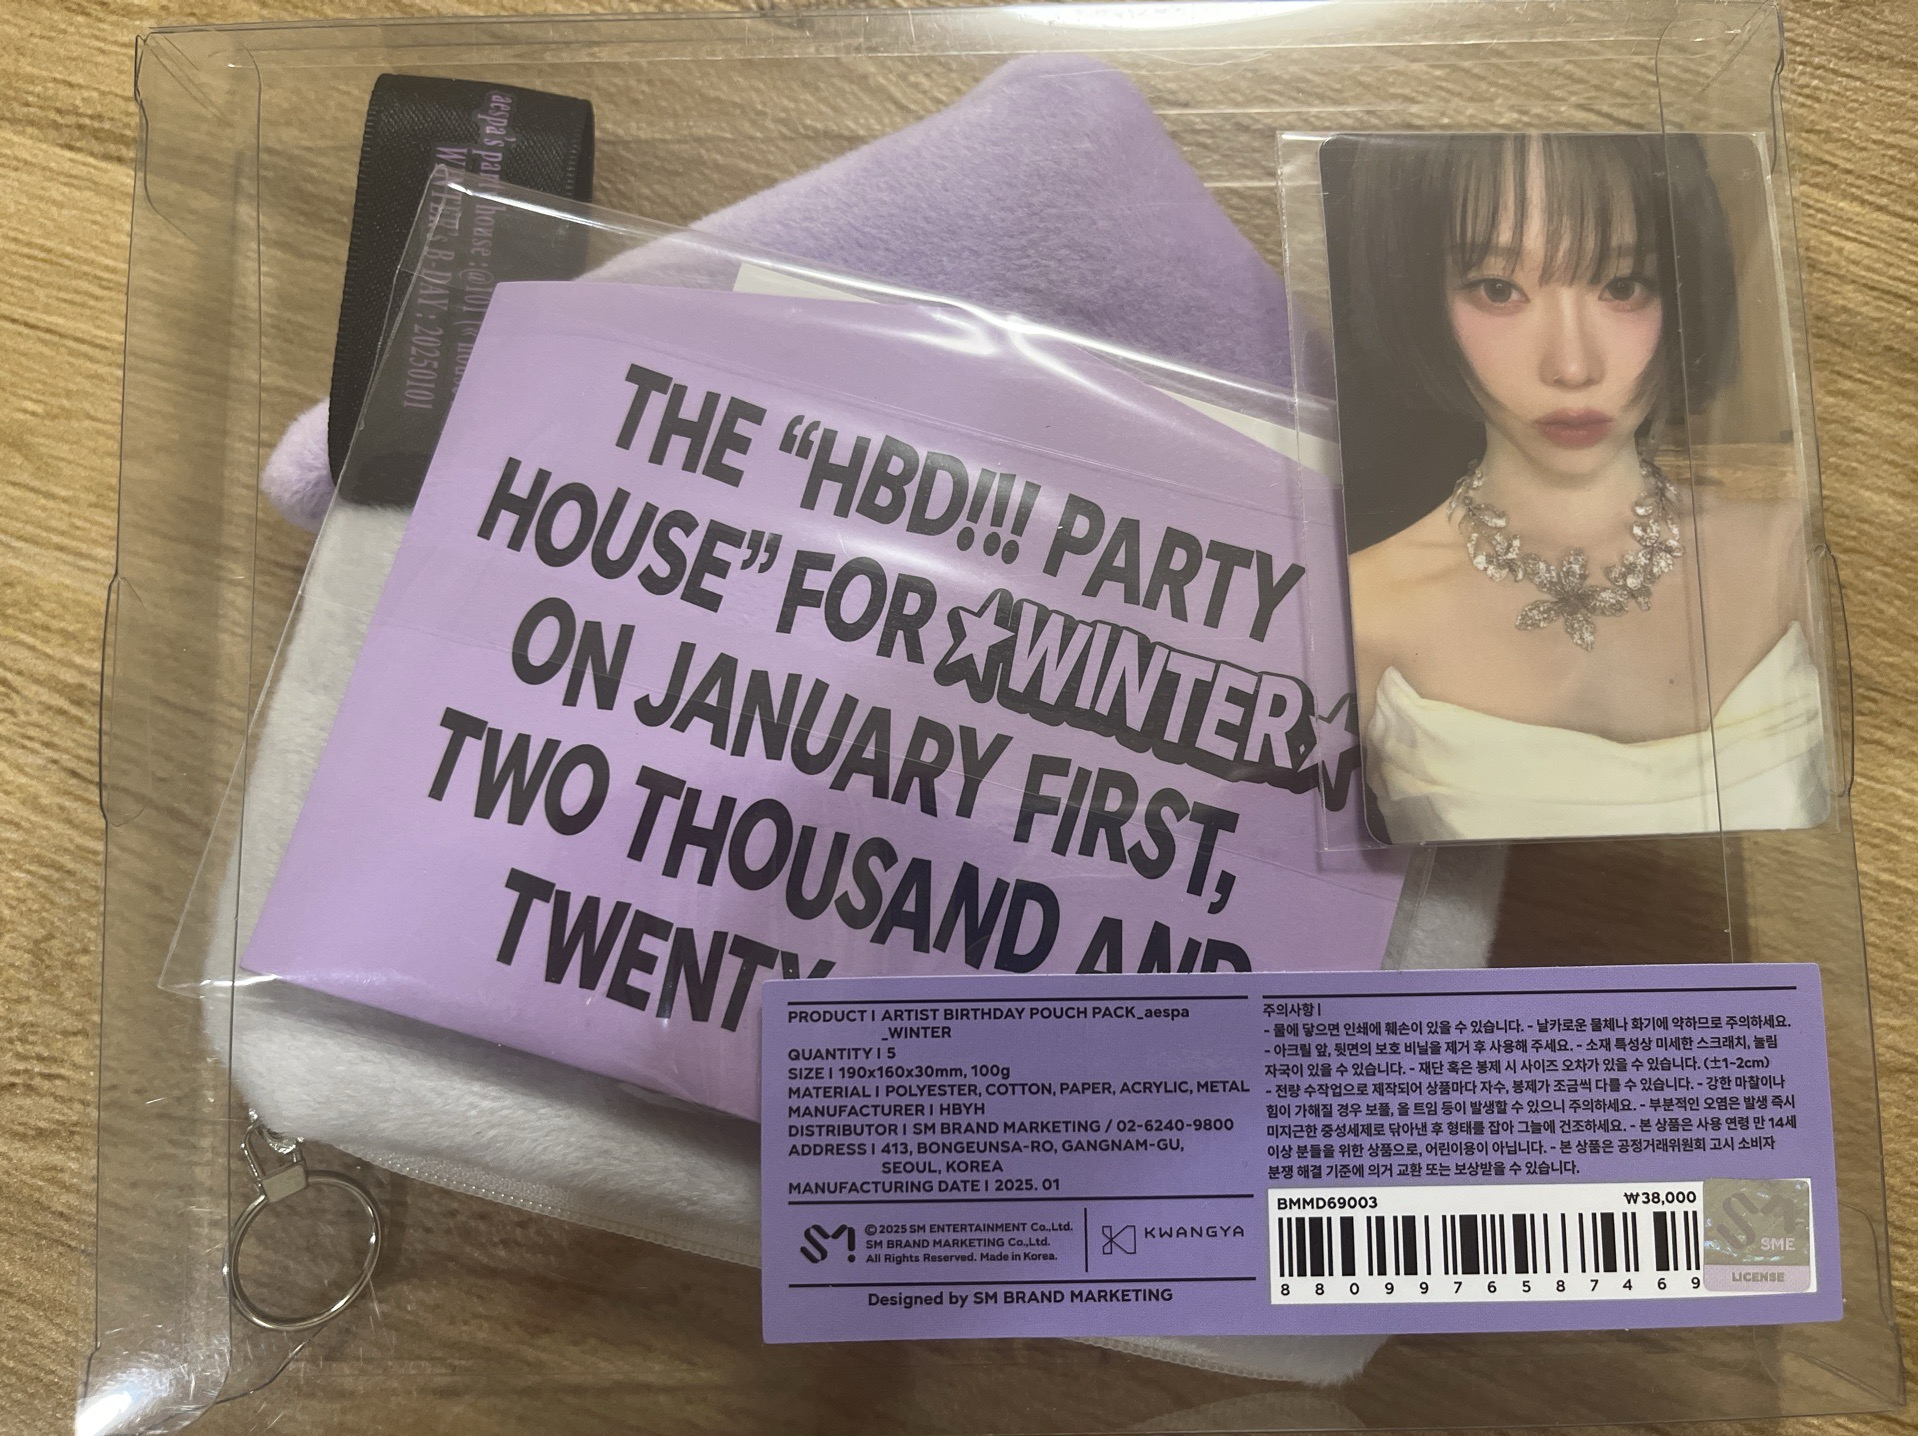 aespa's party house :@101 (« house
WINTER's B-DAY : 20250101
THE “HBD!!! PARTY
HOUSE” FOR ☆WINTER☆
ON JANUARY FIRST,
TWO THOUSAND AND
TWENTY
PRODUCT I ARTIST BIRTHDAY POUCH PACK_aespa
_WINTER
QUANTITY I 5
SIZE I 190x160x30mm, 100g
MATERIAL I POLYESTER, COTTON, PAPER, ACRYLIC, METAL
MANUFACTURER I HBYH
DISTRIBUTOR I SM BRAND MARKETING / 02-6240-9800
ADDRESS I 413, BONGEUNSA-RO, GANGNAM-GU,
SEOUL, KOREA
MANUFACTURING DATE I 2025. 01
SM
©2025 SM ENTERTAINMENT Co.,Ltd.
SM BRAND MARKETING Co.,Ltd.
All Rights Reserved. Made in Korea.
KWANGYA
Designed by SM BRAND MARKETING
주의사항 I
- 물에 닿으면 인쇄에 훼손이 있을 수 있습니다. - 날카로운 물체나 화기에 약하므로 주의하세요.
- 아크릴 앞, 뒷면의 보호 비닐을 제거 후 사용해 주세요. - 소재 특성상 미세한 스크래치, 눌림
자국이 있을 수 있습니다. - 재단 혹은 봉제 시 사이즈 오차가 있을 수 있습니다. (±1~2cm)
- 전량 수작업으로 제작되어 상품마다 자수, 봉제가 조금씩 다를 수 있습니다. - 강한 마찰이나
힘이 가해질 경우 보풀, 올 트임 등이 발생할 수 있으니 주의하세요. - 부분적인 오염은 발생 즉시
미지근한 중성세제로 닦아낸 후 형태를 잡아 그늘에 건조하세요. - 본 상품은 사용 연령 만 14세
이상 분들을 위한 상품으로, 어린이용이 아닙니다. - 본 상품은 공정거래위원회 고시 소비자
분쟁 해결 기준에 의거 교환 또는 보상받을 수 있습니다.
BMMD69003 ₩38,000
8 8 0 9 9 7 6 5 8 7 4 6 9
SM
SME
LICENSE